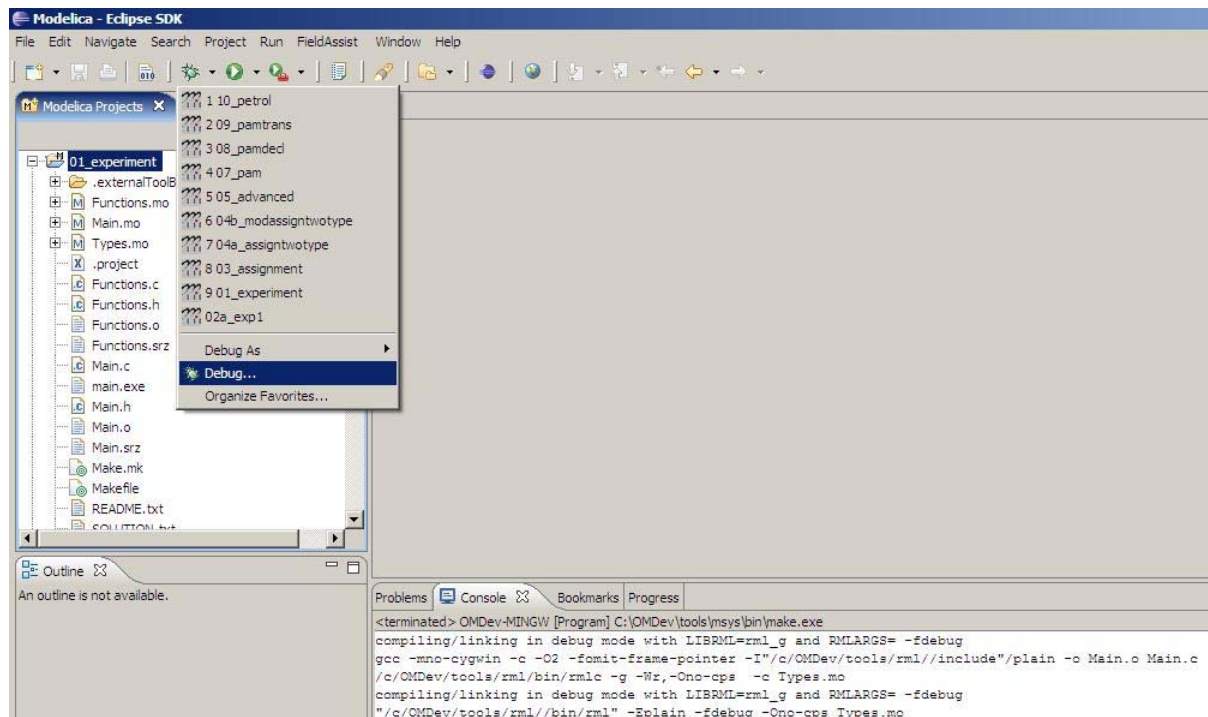 Modelica - Eclipse SDK
File Edit Navigate Search Project Run FieldAssist Window Help
Modelica Projects
1 10_petrol
2 09_pamtrans
3 08_pamdecl
4 07_pam
5 05_advanced
6 04b_modassigntwotype
7 04a_assigntwotype
8 03_assignment
9 01_experiment
02a_exp1
Debug As
Debug...
Organize Favorites...
01_experiment
.externalToolB
Functions.mo
Main.mo
Types.mo
.project
Functions.c
Functions.h
Functions.o
Functions.srz
Main.c
main.exe
Main.h
Main.o
Main.srz
Make.mk
Makefile
README.txt
SOLUTION.txt
Outline
An outline is not available.
Problems Console Bookmarks Progress
<terminated> OMDev-MINGW [Program] C:\OMDev\tools\msys\bin\make.exe
compiling/linking in debug mode with LIBRML=rml_g and RMLARGS= -fdebug
gcc -mno-cygwin -c -O2 -fomit-frame-pointer -I"/c/OMDev/tools/rml//include"/plain -o Main.o Main.c
/c/OMDev/tools/rml/bin/rmlc -g -Wr,-Ono-cps -c Types.mo
compiling/linking in debug mode with LIBRML=rml_g and RMLARGS= -fdebug
"/c/OMDev/tools/rml//bin/rml" -Eplain -fdebug -Ono-cps Types.mo